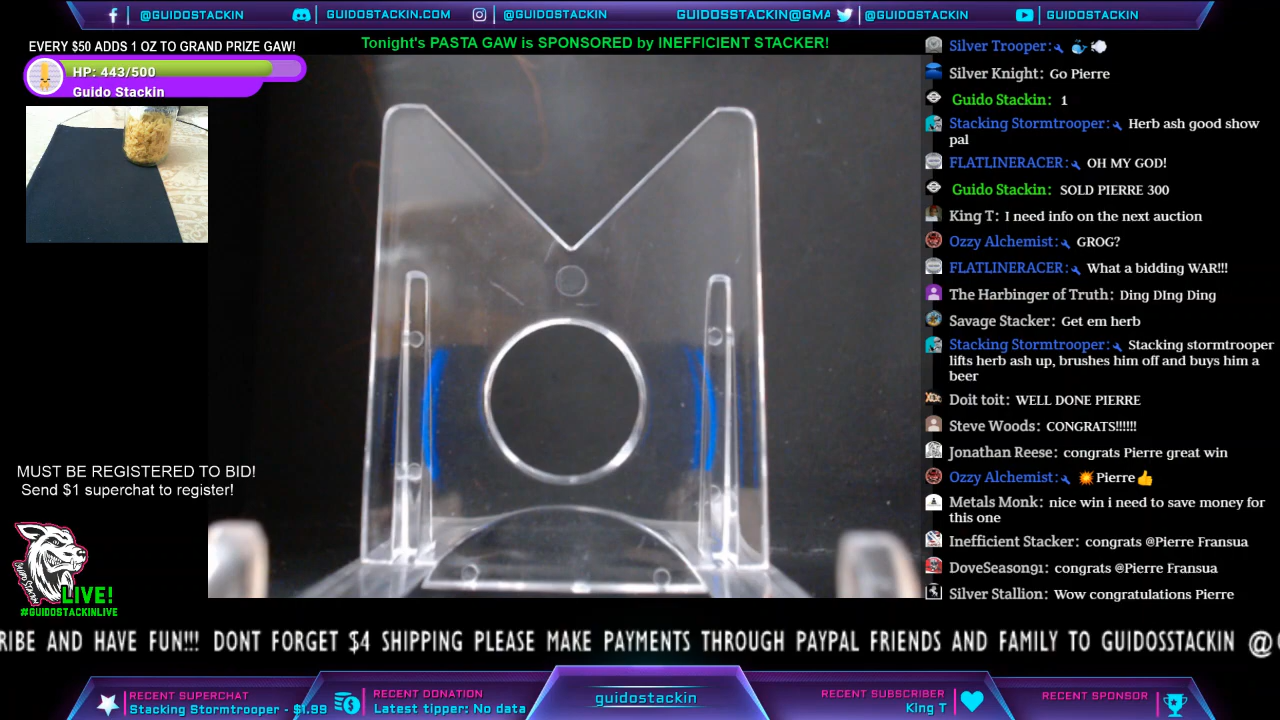 @GUIDOSTACKIN
GUIDOSTACKIN.COM
@GUIDOSTACKIN
GUIDOSSTACKIN@GMA
@GUIDOSTACKIN
GUIDOSTACKIN
EVERY $50 ADDS 1 OZ TO GRAND PRIZE GAW!
Tonight's PASTA GAW is SPONSORED by INEFFICIENT STACKER!
HP: 443/500
Guido Stackin
Silver Trooper: 🐳 💨
Silver Knight: Go Pierre
Guido Stackin: 1
Stacking Stormtrooper: Herb ash good show
pal
FLATLINERACER: OH MY GOD!
Guido Stackin: SOLD PIERRE 300
King T: I need info on the next auction
Ozzy Alchemist: GROG?
FLATLINERACER: What a bidding WAR!!!
The Harbinger of Truth: Ding DIng Ding
Savage Stacker: Get em herb
Stacking Stormtrooper: Stacking stormtrooper
lifts herb ash up, brushes him off and buys him a
beer
Doit toit: WELL DONE PIERRE
Steve Woods: CONGRATS!!!!!!
Jonathan Reese: congrats Pierre great win
Ozzy Alchemist: 💥 Pierre👍
Metals Monk: nice win i need to save money for
this one
Inefficient Stacker: congrats @Pierre Fransua
DoveSeason91: congrats @Pierre Fransua
Silver Stallion: Wow congratulations Pierre
MUST BE REGISTERED TO BID!
Send $1 superchat to register!
GUIDO STACKIN
LIVE!
#GUIDOSTACKINLIVE
RIBE AND HAVE FUN!!! DONT FORGET $4 SHIPPING PLEASE MAKE PAYMENTS THROUGH PAYPAL FRIENDS AND FAMILY TO GUIDOSSTACKIN @
RECENT SUPERCHAT
Stacking Stormtrooper - $1.99
RECENT DONATION
Latest tipper: No data
guidostackin
RECENT SUBSCRIBER
King T
RECENT SPONSOR